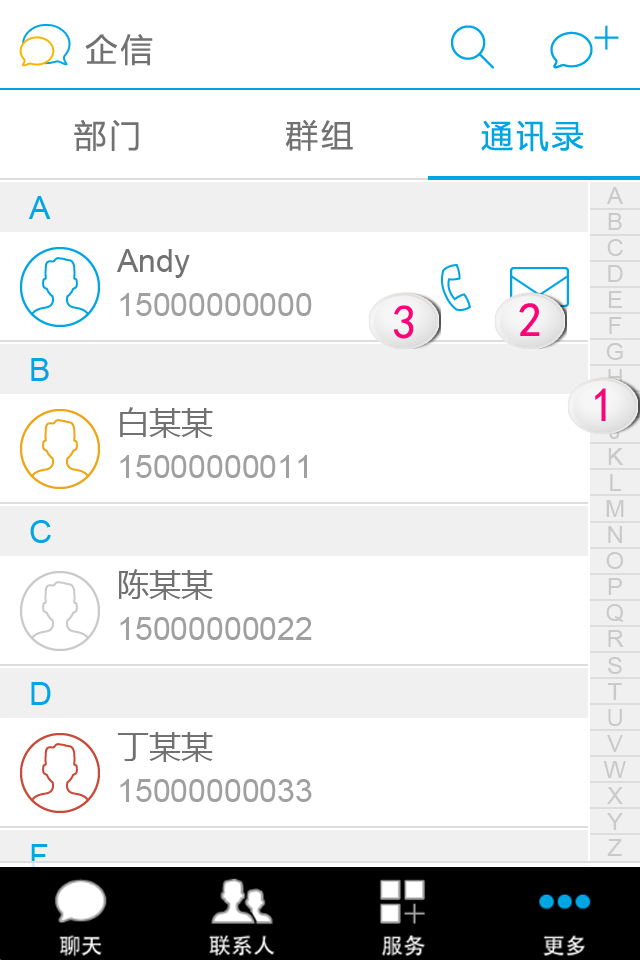 企信
部门 群组 通讯录
A
Andy
15000000000
3
2
B
白某某
15000000011
1
C
陈某某
15000000022
D
丁某某
15000000033
E
A
B
C
D
E
F
G
H
J
K
L
M
N
O
P
Q
R
S
T
U
V
W
X
Y
Z
聊天 联系人 服务 更多